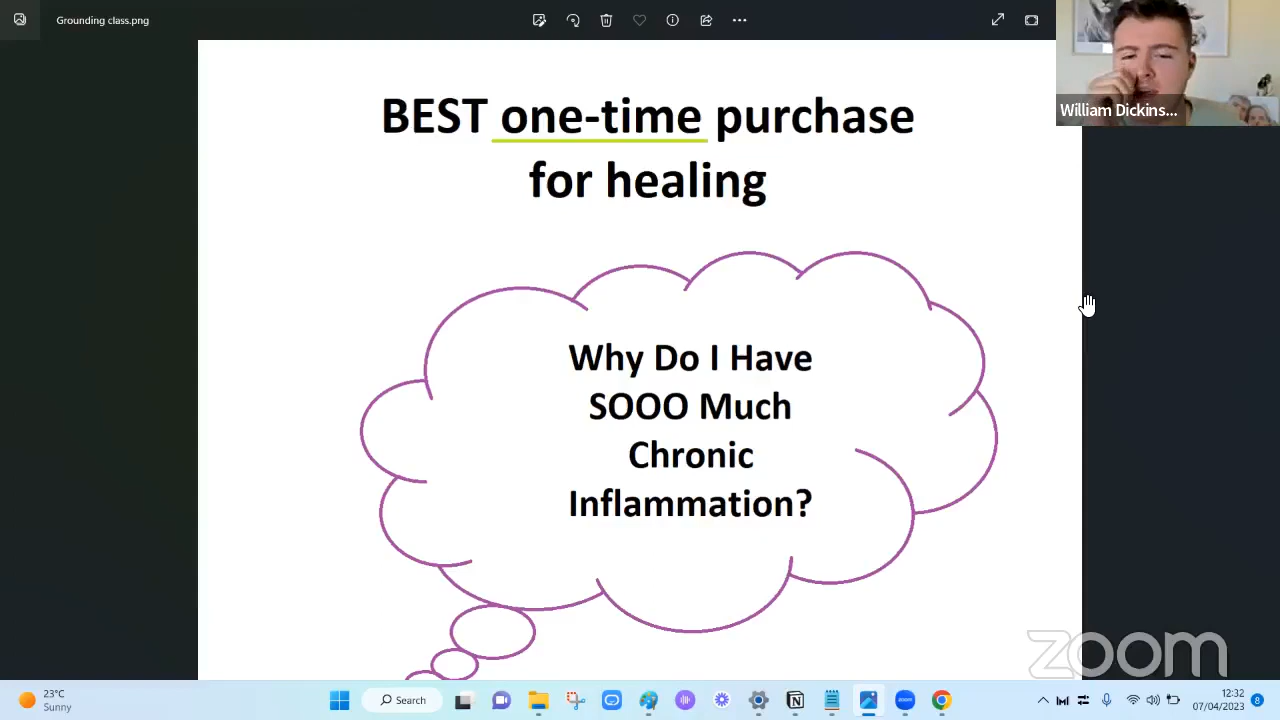 Grounding class.png
William Dickins...
BEST one-time purchase
for healing
Why Do I Have
SOOO Much
Chronic
Inflammation?
zoom
23°C
Sunny
Search
12:32
07/04/2023
8